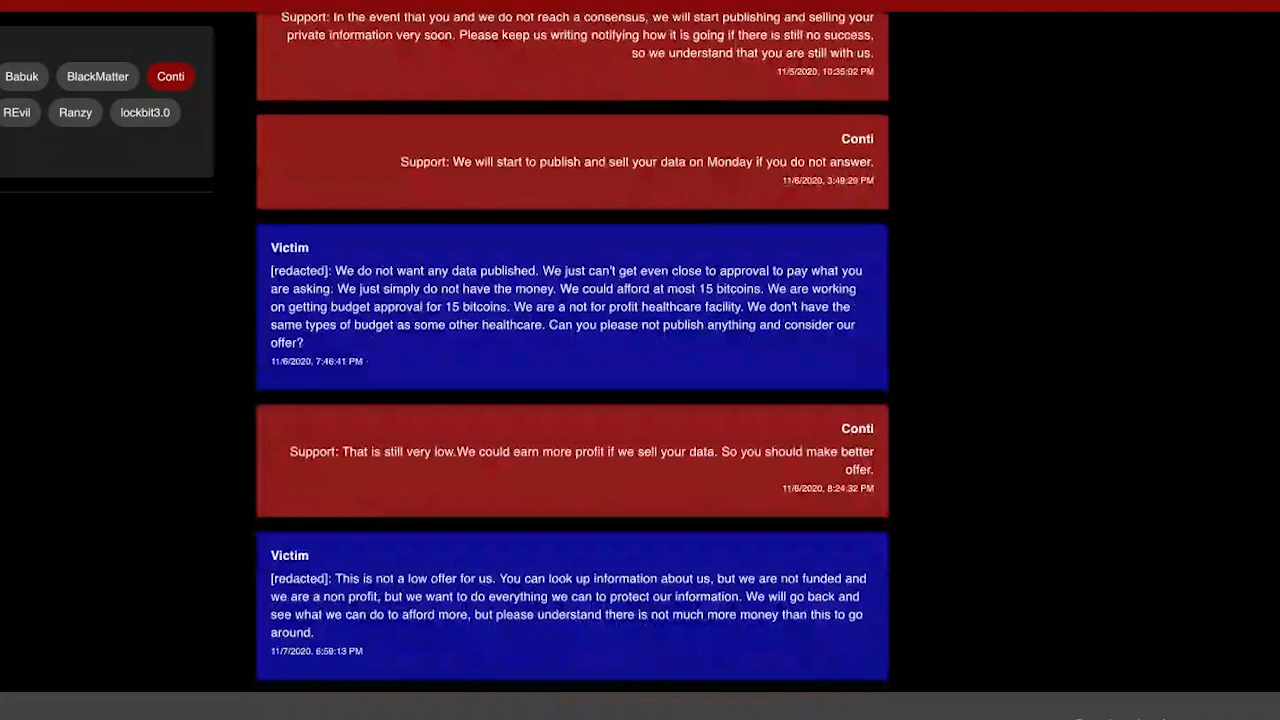 Support: In the event that you and we do not reach a consensus, we will start publishing and selling your
private information very soon. Please keep us writing notifying how it is going if there is still no success,
so we understand that you are still with us.
11/5/2020, 10:35:02 PM
Babuk BlackMatter Conti
REvil Ranzy lockbit3.0
Conti
Support: We will start to publish and sell your data on Monday if you do not answer.
11/6/2020, 3:49:29 PM
Victim
[redacted]: We do not want any data published. We just can't get even close to approval to pay what you
are asking. We just simply do not have the money. We could afford at most 15 bitcoins. We are working
on getting budget approval for 15 bitcoins. We are a not for profit healthcare facility. We don't have the
same types of budget as some other healthcare. Can you please not publish anything and consider our
offer?
11/6/2020, 7:46:41 PM
Conti
Support: That is still very low.We could earn more profit if we sell your data. So you should make better
offer.
11/6/2020, 8:24:32 PM
Victim
[redacted]: This is not a low offer for us. You can look up information about us, but we are not funded and
we are a non profit, but we want to do everything we can to protect our information. We will go back and
see what we can do to afford more, but please understand there is not much more money than this to go
around.
11/7/2020, 6:59:13 PM